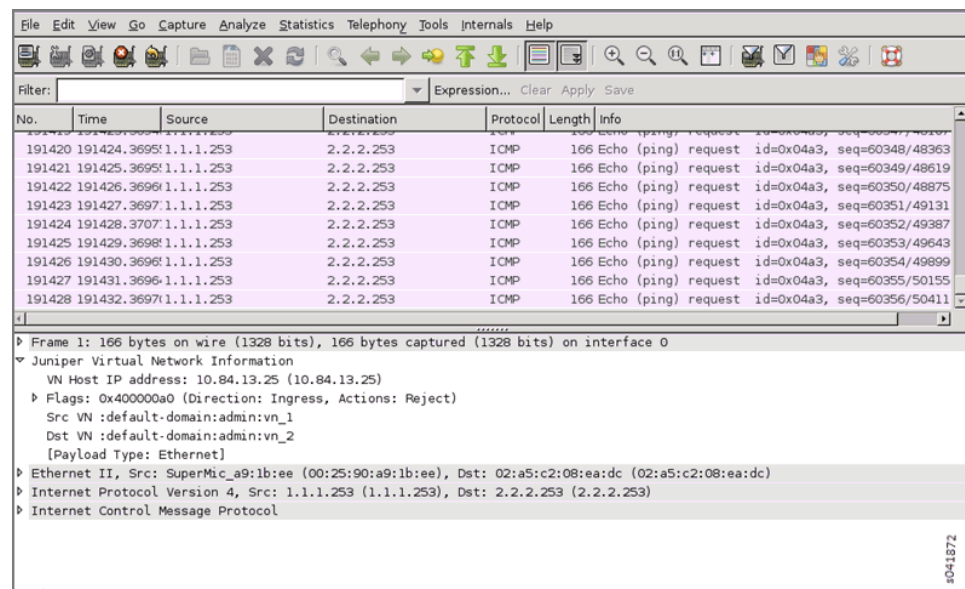 File Edit View Go Capture Analyze Statistics Telephony Tools Internals Help
Filter: Expression... Clear Apply Save
No. Time Source Destination Protocol Length Info
191420 191424.3695 1.1.1.253 2.2.2.253 ICMP 166 Echo (ping) request id=0x04a3, seq=60348/48363
191421 191425.3695 1.1.1.253 2.2.2.253 ICMP 166 Echo (ping) request id=0x04a3, seq=60349/48619
191422 191426.3696 1.1.1.253 2.2.2.253 ICMP 166 Echo (ping) request id=0x04a3, seq=60350/48875
191423 191427.3697 1.1.1.253 2.2.2.253 ICMP 166 Echo (ping) request id=0x04a3, seq=60351/49131
191424 191428.3707 1.1.1.253 2.2.2.253 ICMP 166 Echo (ping) request id=0x04a3, seq=60352/49387
191425 191429.3698 1.1.1.253 2.2.2.253 ICMP 166 Echo (ping) request id=0x04a3, seq=60353/49643
191426 191430.3696 1.1.1.253 2.2.2.253 ICMP 166 Echo (ping) request id=0x04a3, seq=60354/49899
191427 191431.3696 1.1.1.253 2.2.2.253 ICMP 166 Echo (ping) request id=0x04a3, seq=60355/50155
191428 191432.3697 1.1.1.253 2.2.2.253 ICMP 166 Echo (ping) request id=0x04a3, seq=60356/50411
Frame 1: 166 bytes on wire (1328 bits), 166 bytes captured (1328 bits) on interface 0
Juniper Virtual Network Information
VN Host IP address: 10.84.13.25 (10.84.13.25)
Flags: 0x400000a0 (Direction: Ingress, Actions: Reject)
Src VN :default-domain:admin:vn_1
Dst VN :default-domain:admin:vn_2
[Payload Type: Ethernet]
Ethernet II, Src: SuperMic_a9:1b:ee (00:25:90:a9:1b:ee), Dst: 02:a5:c2:08:ea:dc (02:a5:c2:08:ea:dc)
Internet Protocol Version 4, Src: 1.1.1.253 (1.1.1.253), Dst: 2.2.2.253 (2.2.2.253)
Internet Control Message Protocol
s041872